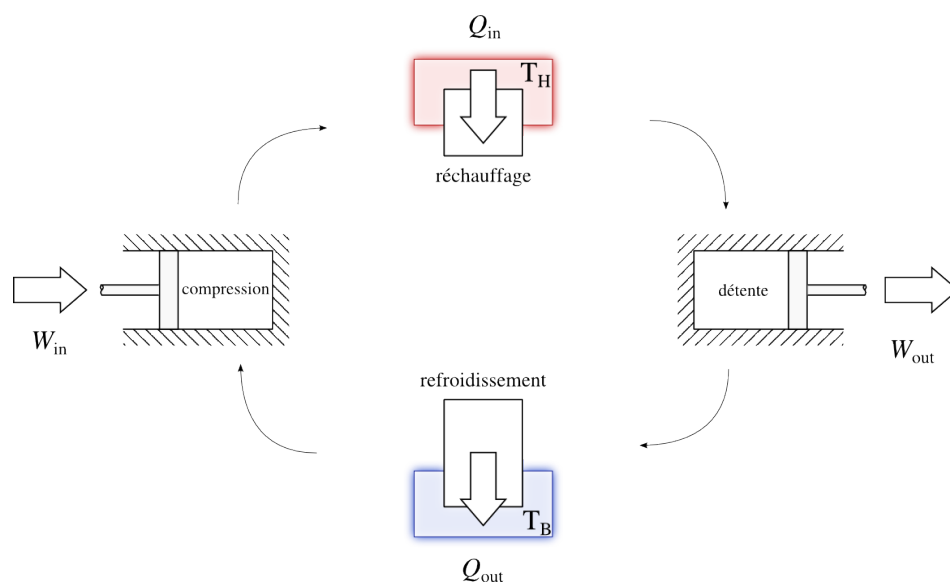 Q_in
T_H
réchauffage
compression
W_in
détente
W_out
refroidissement
T_B
Q_out